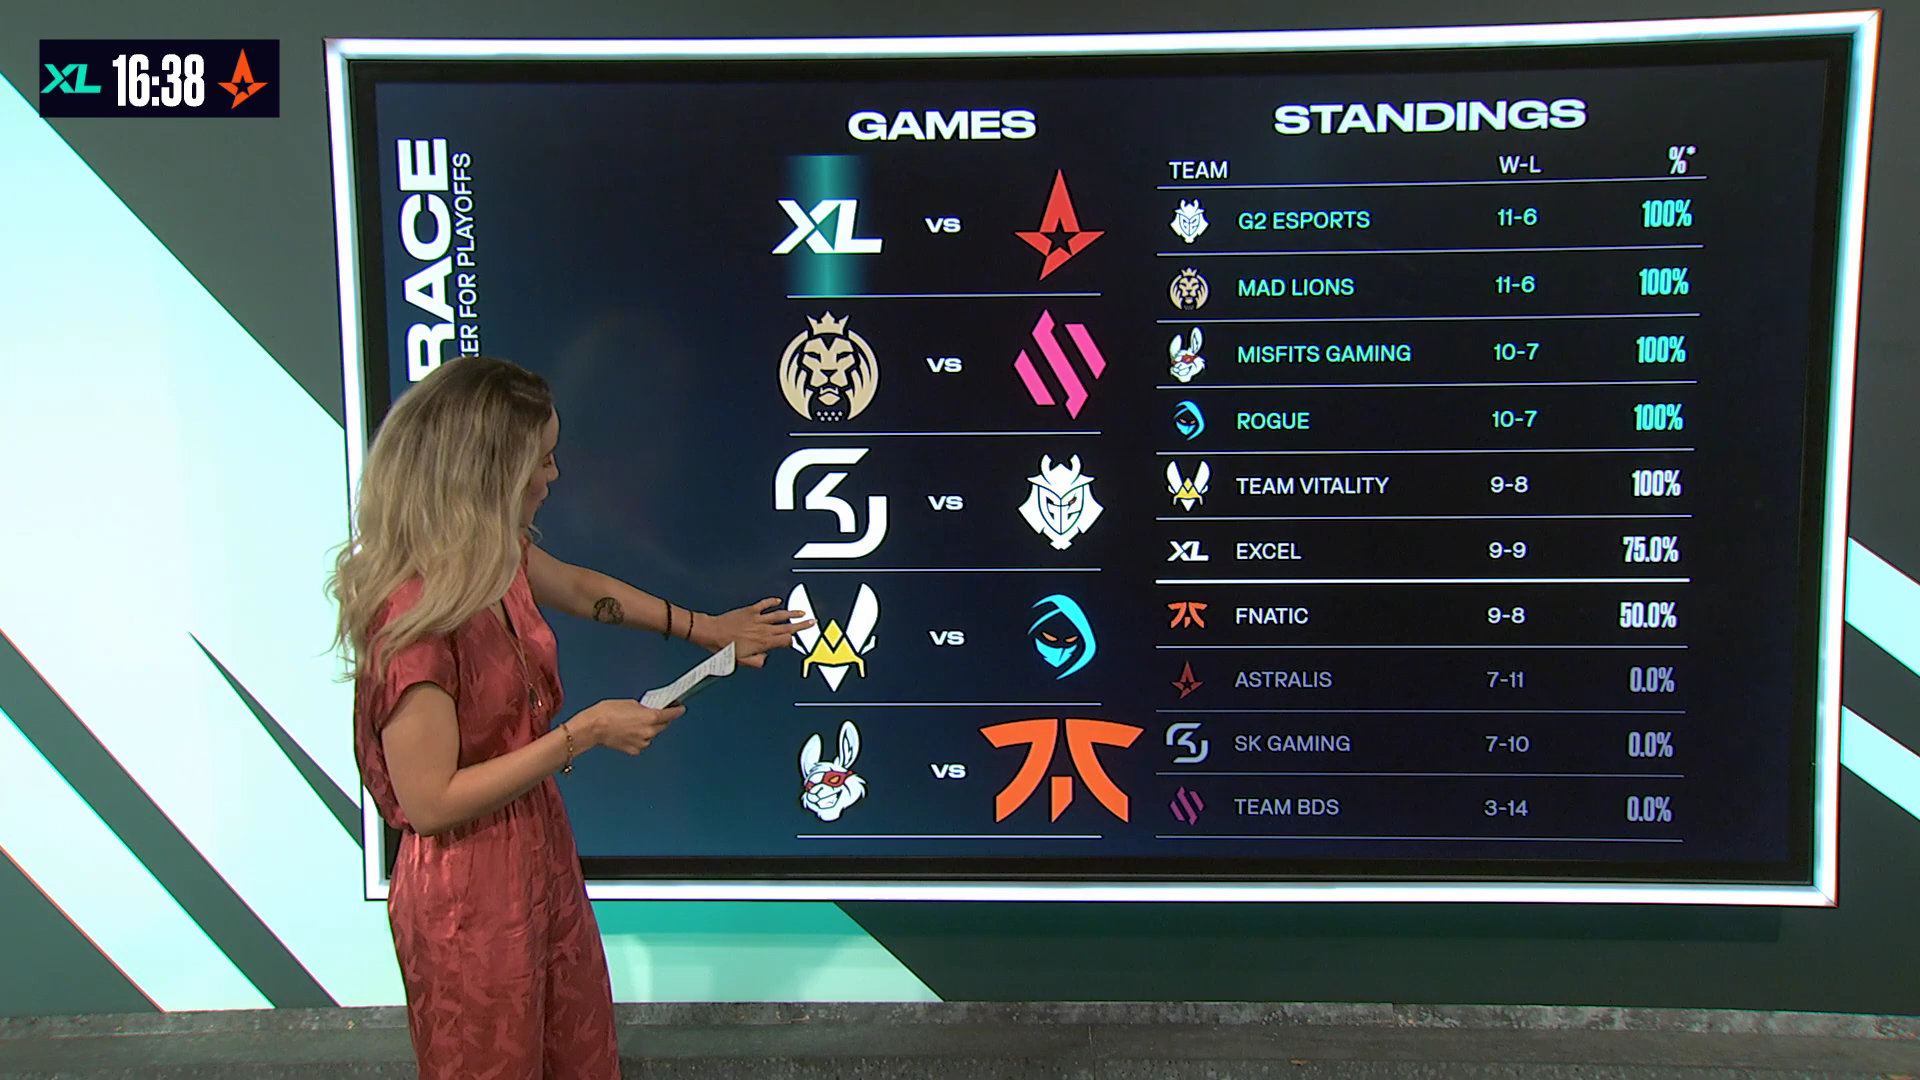 XL 16:38
RACE
ER FOR PLAYOFFS
GAMES
XL VS
VS
VS
VS
VS
STANDINGS
TEAM W-L %*
G2 ESPORTS 11-6 100%
MAD LIONS 11-6 100%
MISFITS GAMING 10-7 100%
ROGUE 10-7 100%
TEAM VITALITY 9-8 100%
XL EXCEL 9-9 75.0%
FNATIC 9-8 50.0%
ASTRALIS 7-11 0.0%
SK GAMING 7-10 0.0%
TEAM BDS 3-14 0.0%